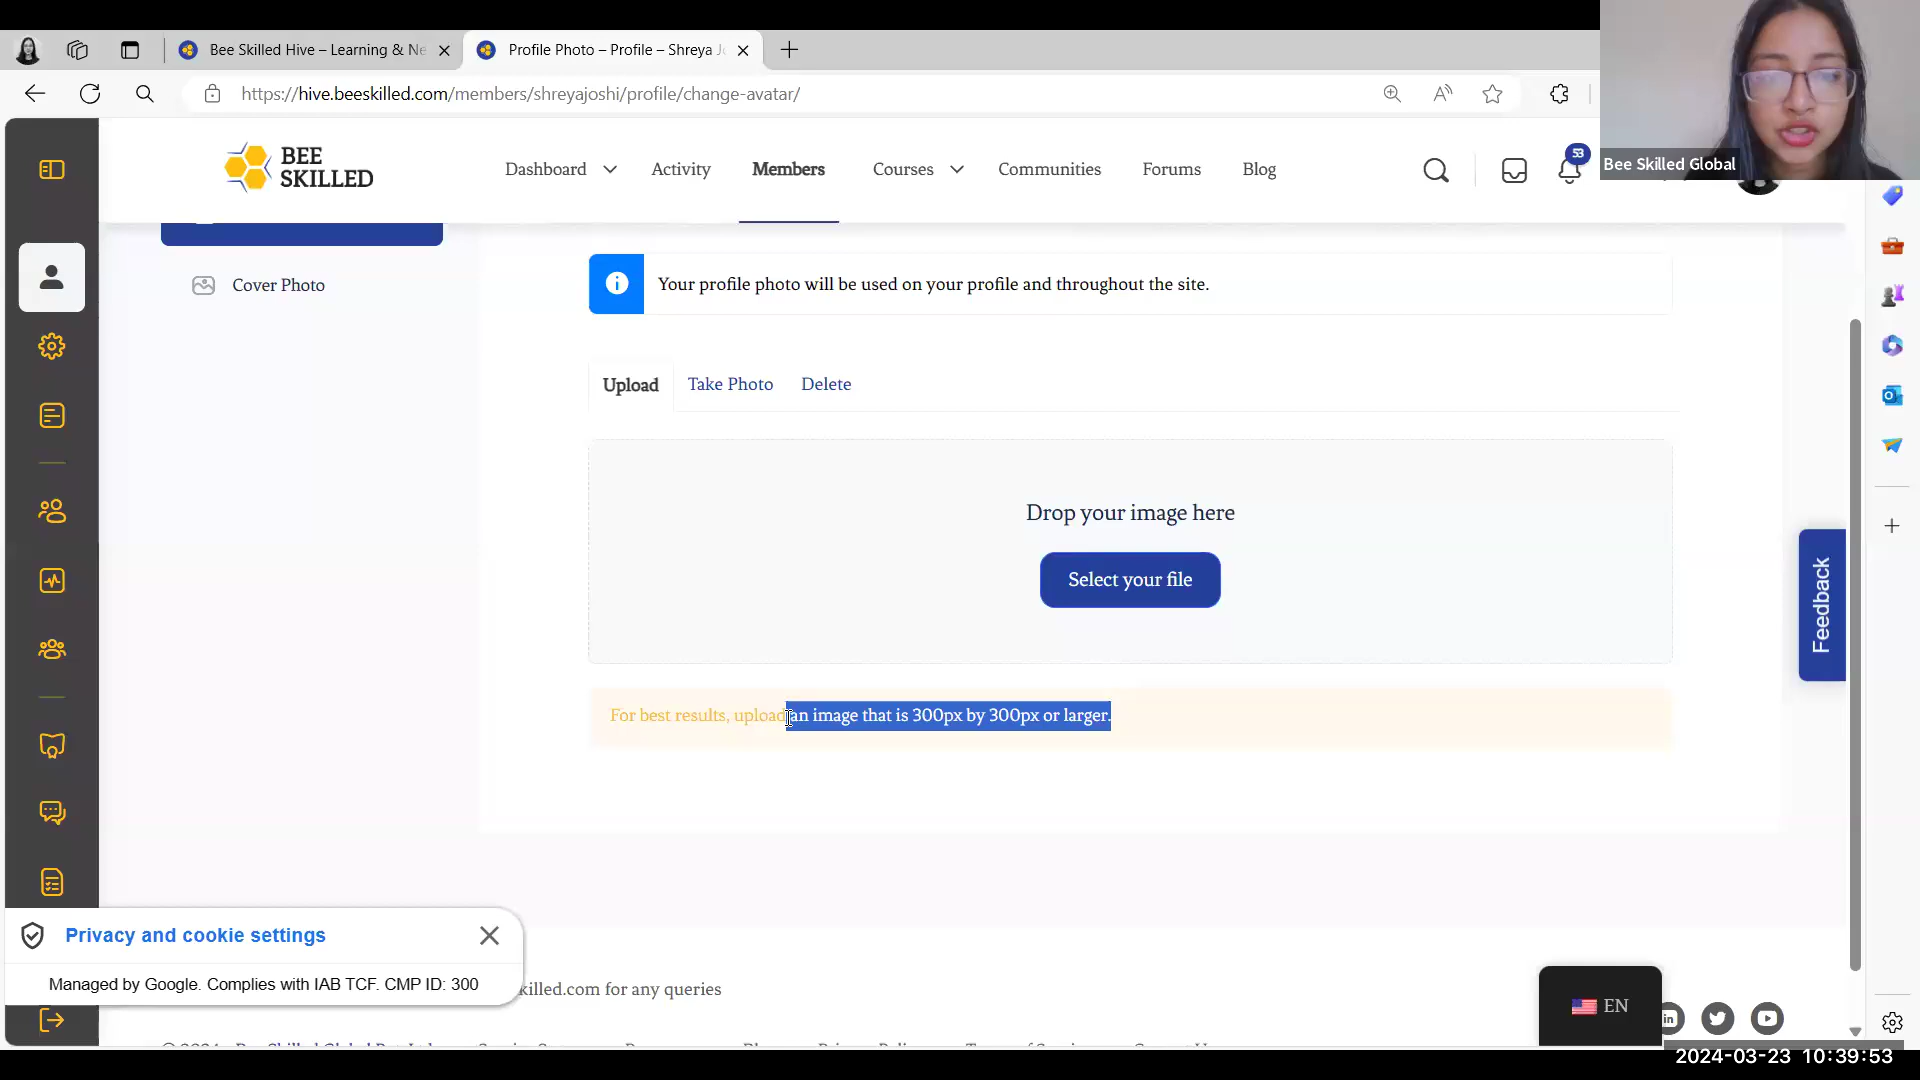 Bee Skilled Hive – Learning & Ne
Profile Photo – Profile – Shreya Jo
https://hive.beeskilled.com/members/shreyajoshi/profile/change-avatar/
Bee Skilled Global
BEE
SKILLED
Dashboard
Activity
Members
Courses
Communities
Forums
Blog
53
Cover Photo
Your profile photo will be used on your profile and throughout the site.
Upload
Take Photo
Delete
Drop your image here
Select your file
Feedback
For best results, upload an image that is 300px by 300px or larger.
Privacy and cookie settings
Managed by Google. Complies with IAB TCF. CMP ID: 300
killed.com for any queries
EN
2024-03-23 10:39:53